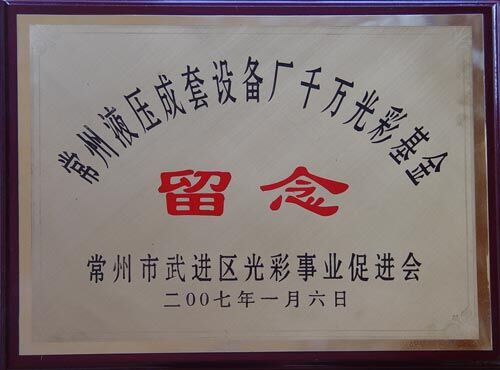 常州液压成套设备厂千万光彩基金
留念
常州市武进区光彩事业促进会
二00七年一月六日